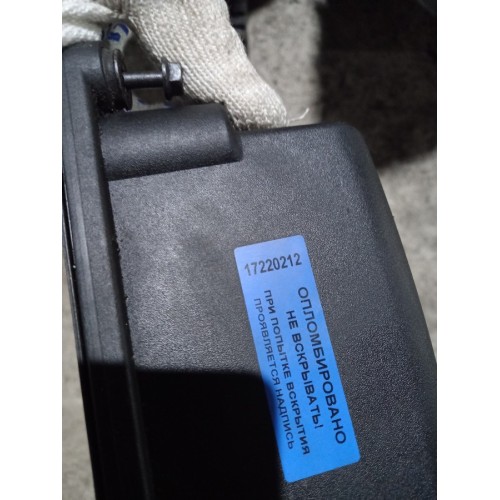 17220212
ОПЛОМБИРОВАНО
НЕ ВСКРЫВАТЬ!
ПРИ ПОПЫТКЕ ВСКРЫТИЯ
ПРОЯВЛЯЕТСЯ НАДПИСЬ